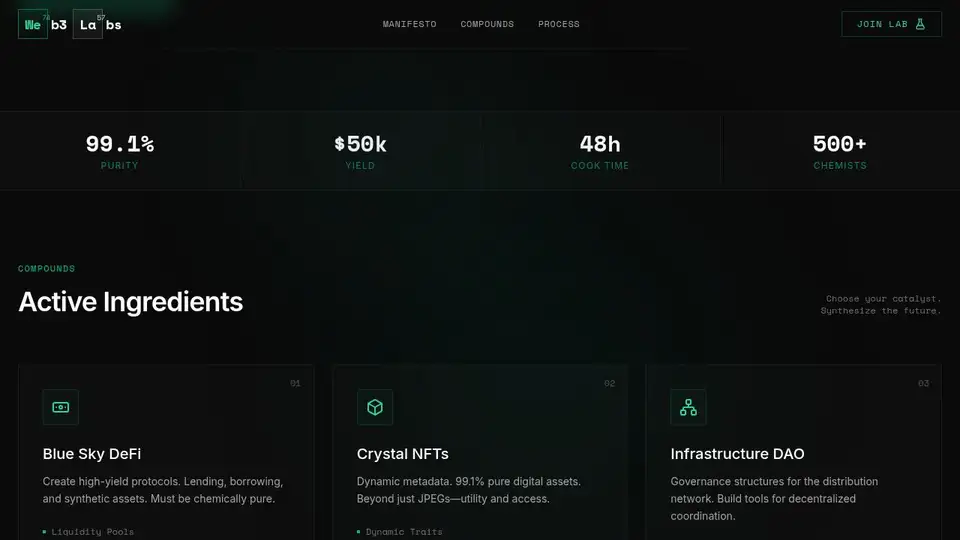 We 74 b3 La 57 bs
MANIFESTO COMPOUNDS PROCESS
JOIN LAB
99.1% $50k 48h 500+
PURITY YIELD COOK TIME CHEMISTS
COMPOUNDS
Active Ingredients
Choose your catalyst.
Synthesize the future.
01
Blue Sky DeFi
Create high-yield protocols. Lending, borrowing,
and synthetic assets. Must be chemically pure.
Liquidity Pools
02
Crystal NFTs
Dynamic metadata. 99.1% pure digital assets.
Beyond just JPEGs—utility and access.
Dynamic Traits
03
Infrastructure DAO
Governance structures for the distribution
network. Build tools for decentralized
coordination.